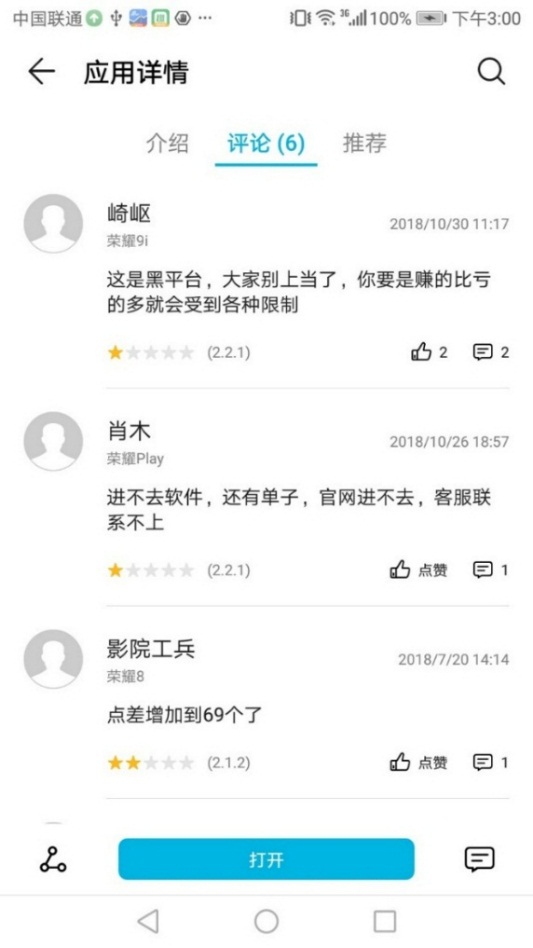 中国联通 ... 36 100% 下午3:00
应用详情
介绍 评论 (6) 推荐
崎岖
2018/10/30 11:17
荣耀9i
这是黑平台，大家别上当了，你要是赚的比亏
的多就会受到各种限制
(2.2.1) 2 2
肖木
2018/10/26 18:57
荣耀Play
进不去软件，还有单子，官网进不去，客服联
系不上
(2.2.1) 点赞 1
影院工兵
2018/7/20 14:14
荣耀8
点差增加到69个了
(2.1.2) 点赞 1
打开